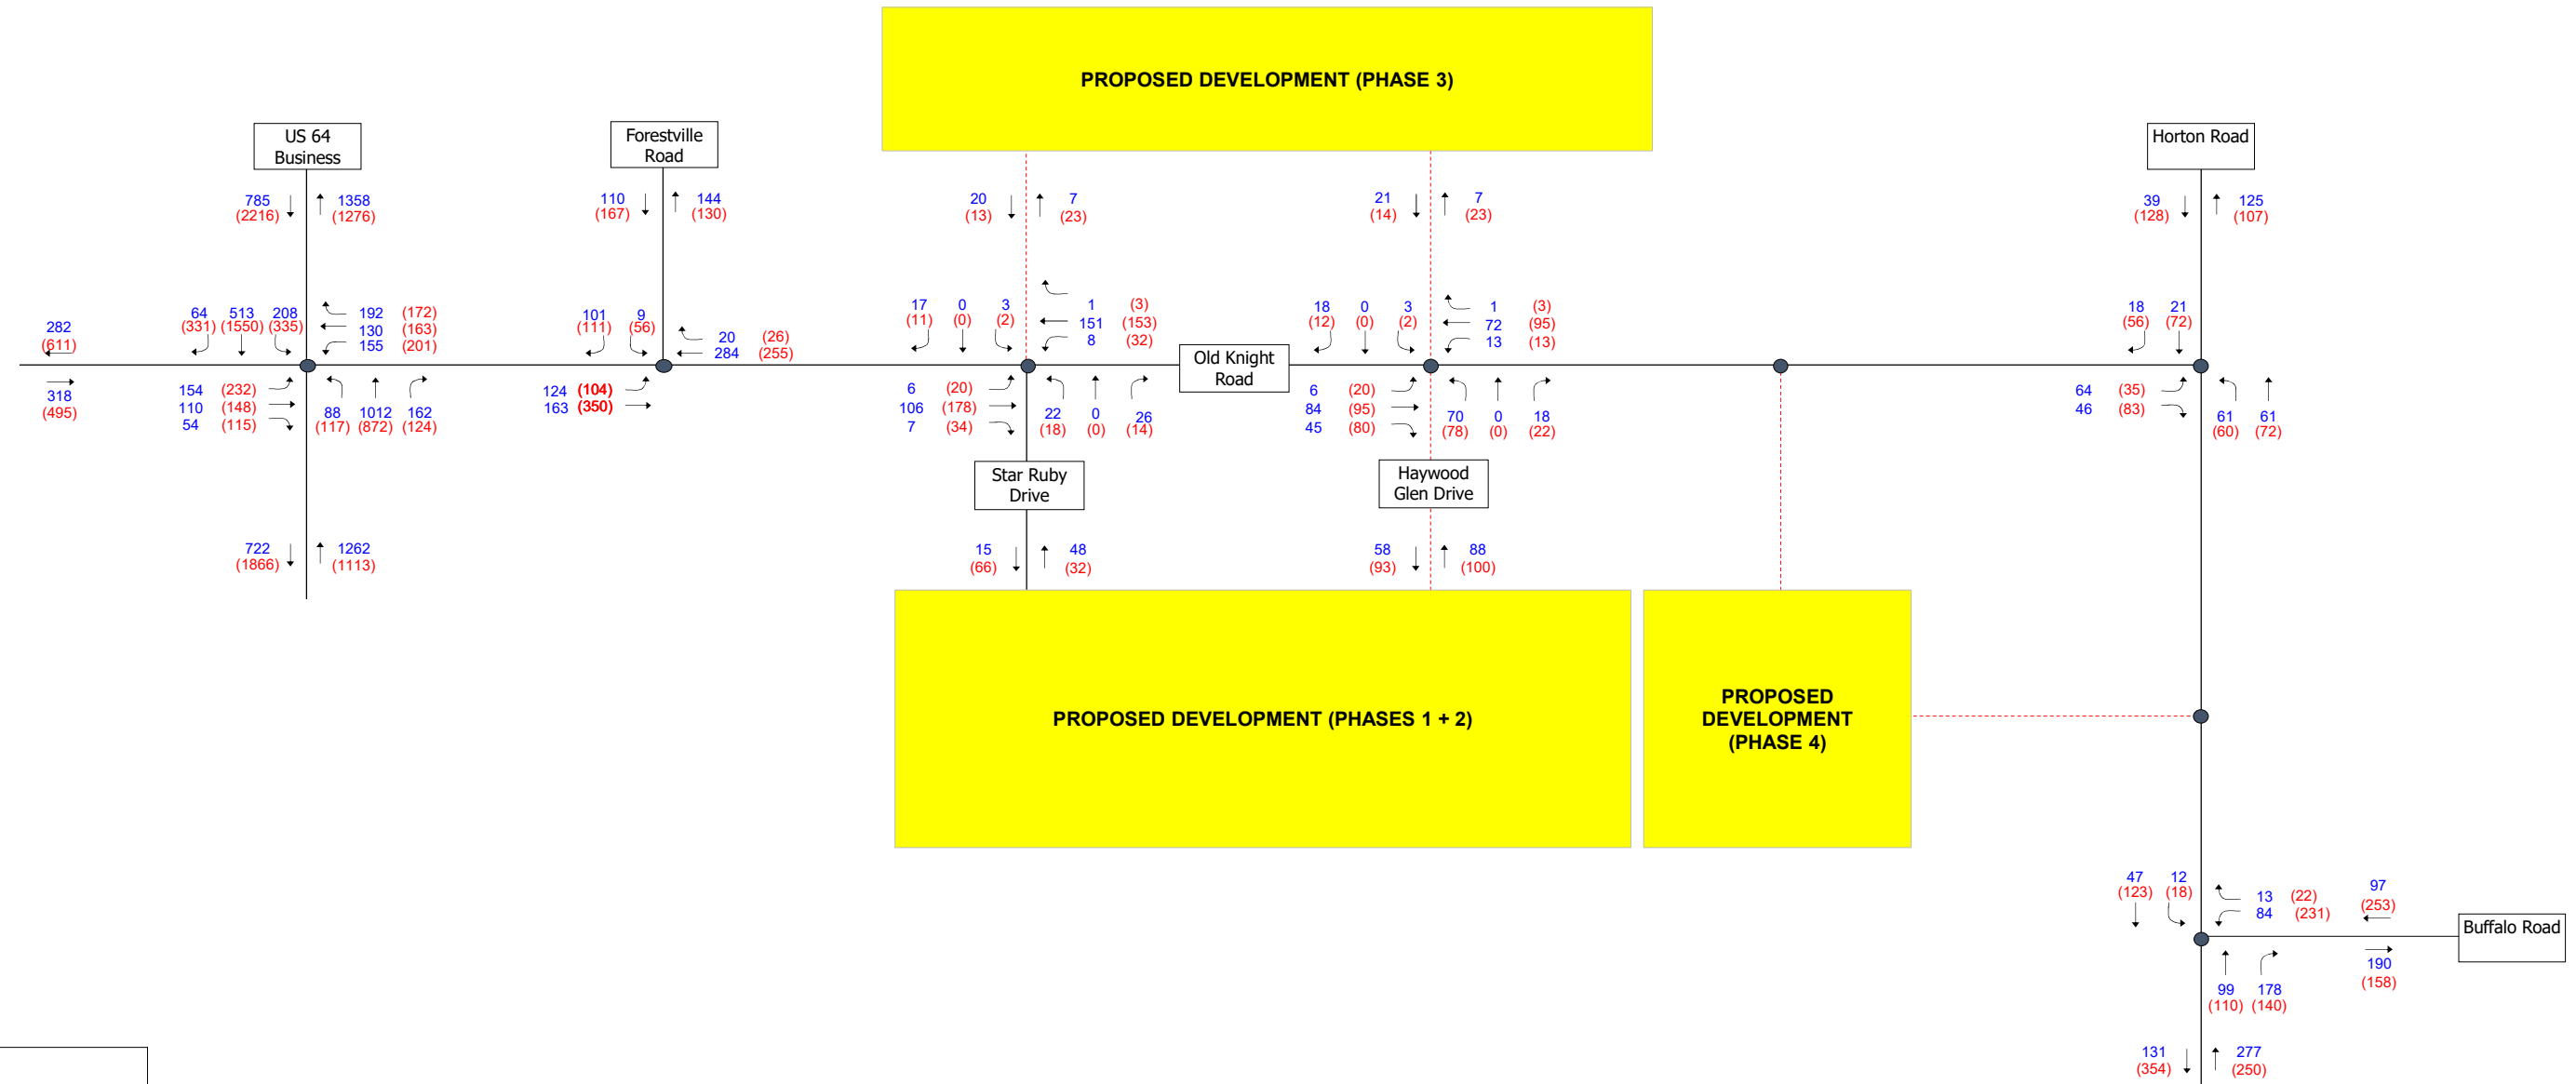 PROPOSED DEVELOPMENT (PHASE 3)
US 64
Business
Forestville
Road
Horton Road
785 1358
(2216) (1276)
110 144
(167) (130)
20 7
(13) (23)
21 7
(14) (23)
39 125
(128) (107)
282
(611)
64 513 208
(331) (1550) (335)
192 (172)
130 (163)
155 (201)
101 9
(111) (56)
20 (26)
284 (255)
17 0 3
(11) (0) (2)
1 (3)
151 (153)
8 (32)
Old Knight
Road
18 0 3
(12) (0) (2)
1 (3)
72 (95)
13 (13)
18 21
(56) (72)
318
(495)
154 (232)
110 (148)
54 (115)
88 1012 162
(117) (872) (124)
124 (104)
163 (350)
6 (20)
106 (178)
7 (34)
22 0 26
(18) (0) (14)
6 (20)
84 (95)
45 (80)
70 0 18
(78) (0) (22)
64 (35)
46 (83)
61 61
(60) (72)
Star Ruby
Drive
Haywood
Glen Drive
722 1262
(1866) (1113)
15 48
(66) (32)
58 88
(93) (100)
PROPOSED DEVELOPMENT (PHASES 1 + 2)
PROPOSED
DEVELOPMENT
(PHASE 4)
47 12
(123) (18)
13 (22)
84 (231)
97
(253)
Buffalo Road
190
(158)
99 178
(110) (140)
131 277
(354) (250)